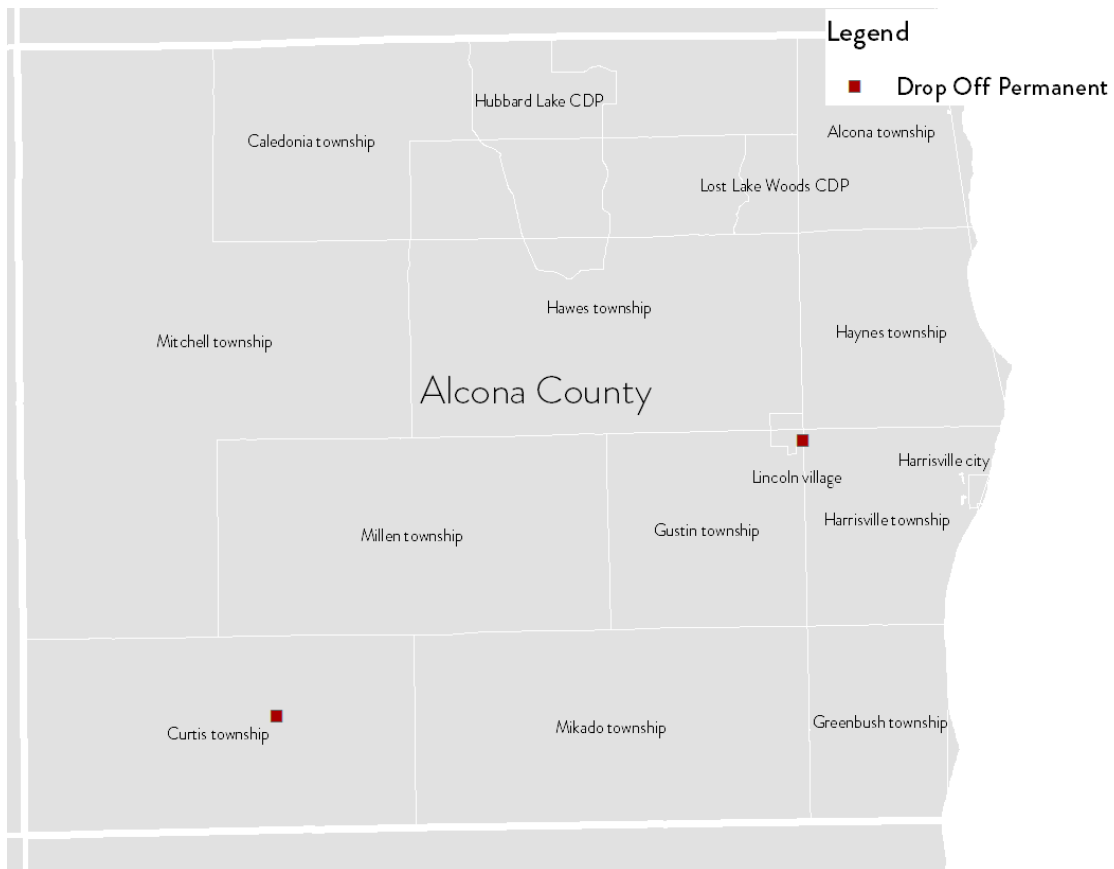 Legend
Drop Off Permanent
Hubbard Lake CDP
Caledonia township
Alcona township
Lost Lake Woods CDP
Hawes township
Mitchell township
Haynes township
Alcona County
Harrisville city
Lincoln village
Harrisville township
Gustin township
Millen township
Curtis township
Mikado township
Greenbush township